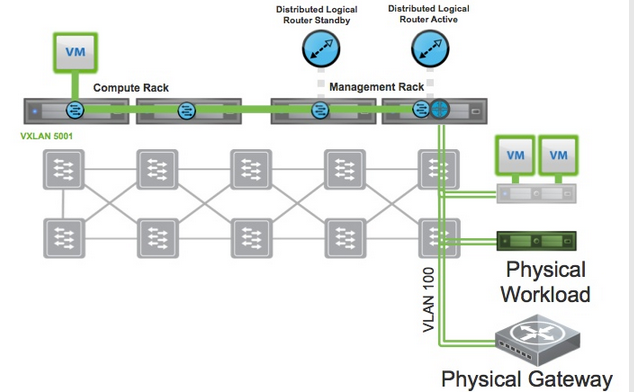 Distributed Logical
Router Standby
Distributed Logical
Router Active
VM
Compute Rack
Management Rack
VXLAN 5001
VM
VM
VLAN 100
Physical
Workload
Physical Gateway